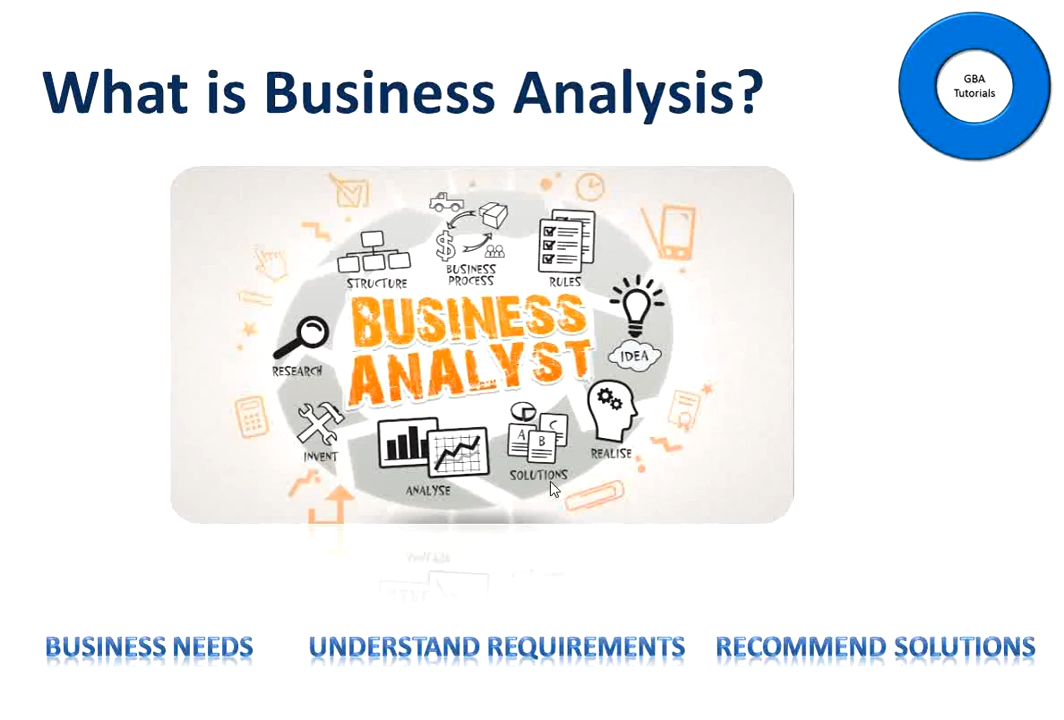 What is Business Analysis?
GBA
Tutorials
STRUCTURE
BUSINESS
PROCESS
RULES
BUSINESS
ANALYST
IDEA
RESEARCH
INVENT
ANALYSE
A
B
C
SOLUTIONS
REALISE
BUSINESS NEEDS
UNDERSTAND REQUIREMENTS
RECOMMEND SOLUTIONS